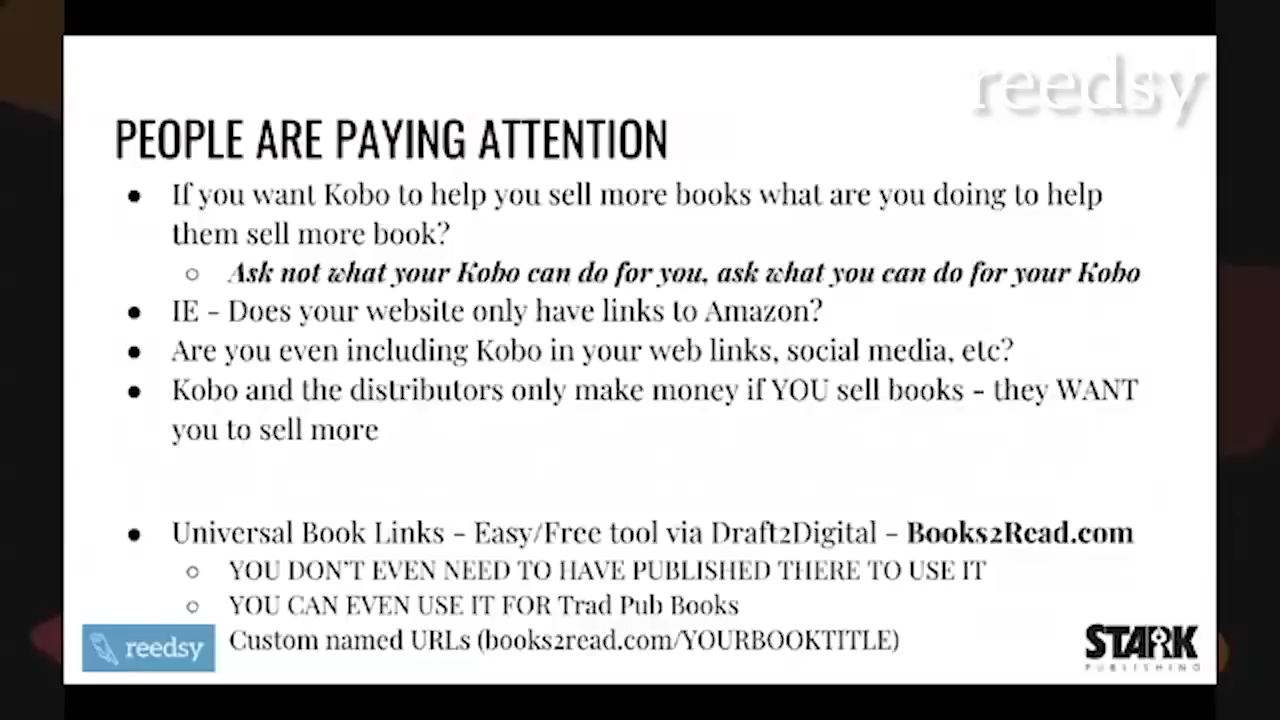 reedsy
PEOPLE ARE PAYING ATTENTION
● If you want Kobo to help you sell more books what are you doing to help
them sell more book?
○ Ask not what your Kobo can do for you, ask what you can do for your Kobo
● IE - Does your website only have links to Amazon?
● Are you even including Kobo in your web links, social media, etc?
● Kobo and the distributors only make money if YOU sell books - they WANT
you to sell more
● Universal Book Links - Easy/Free tool via Draft2Digital - Books2Read.com
○ YOU DON'T EVEN NEED TO HAVE PUBLISHED THERE TO USE IT
○ YOU CAN EVEN USE IT FOR Trad Pub Books
Custom named URLs (books2read.com/YOURBOOKTITLE)
reedsy
STARK
PUBLISHING